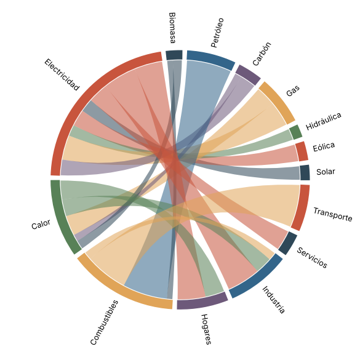 Biomasa
Petróleo
Carbón
Gas
Hidráulica
Eólica
Solar
Transporte
Servicios
Industria
Hogares
Combustibles
Calor
Electricidad